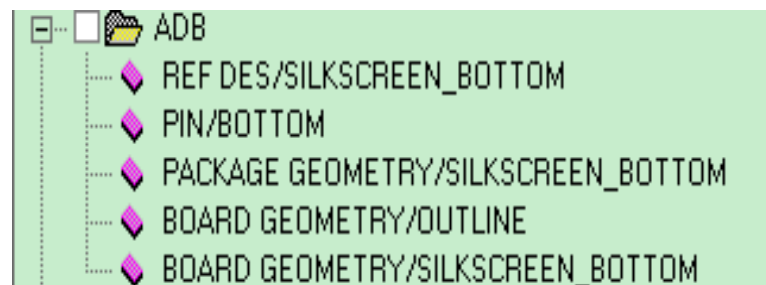 ADB
REF DES/SILKSCREEN_BOTTOM
PIN/BOTTOM
PACKAGE GEOMETRY/SILKSCREEN_BOTTOM
BOARD GEOMETRY/OUTLINE
BOARD GEOMETRY/SILKSCREEN_BOTTOM